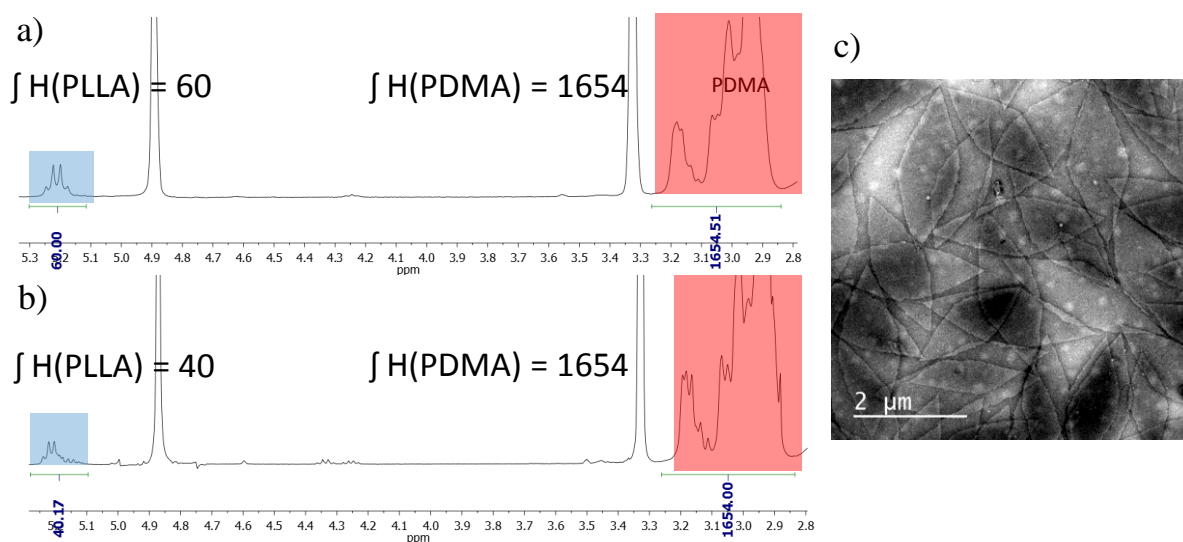 a)
∫ H(PLLA) = 60
∫ H(PDMA) = 1654
PDMA
60.00
1654.51
5.3 5.2 5.1 5.0 4.9 4.8 4.7 4.6 4.5 4.4 4.3 4.2 4.1 4.0 3.9 3.8 3.7 3.6 3.5 3.4 3.3 3.2 3.1 3.0 2.9 2.8
ppm
b)
∫ H(PLLA) = 40
∫ H(PDMA) = 1654
40.17
1654.00
5.0 4.9 4.8 4.7 4.6 4.5 4.4 4.3 4.2 4.1 4.0 3.9 3.8 3.7 3.6 3.5 3.4 3.3 3.2 3.1 3.0 2.9 2.8
ppm
c)
2 µm